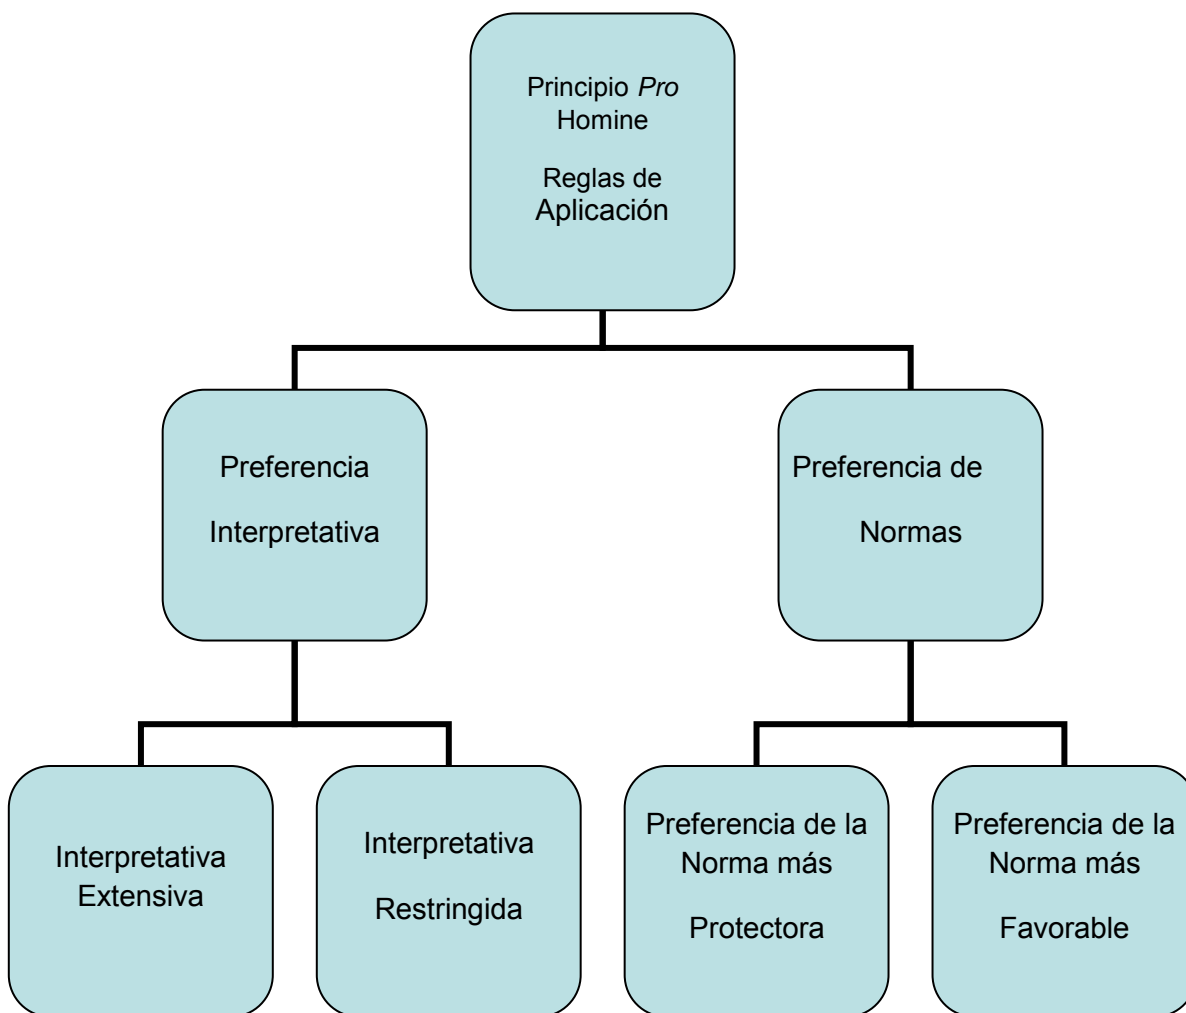 Principio Pro
Homine
Reglas de
Aplicación
Preferencia
Interpretativa
Preferencia de
Normas
Interpretativa
Extensiva
Interpretativa
Restringida
Preferencia de la
Norma más
Protectora
Preferencia de la
Norma más
Favorable